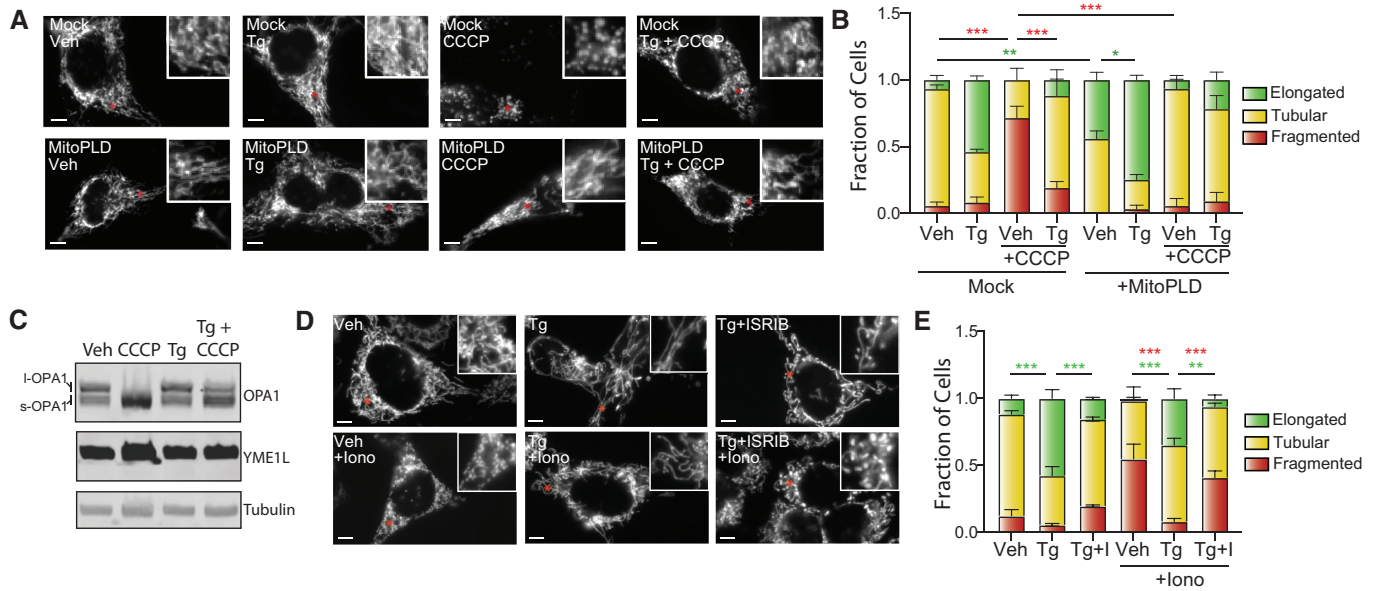 A
Mock
Veh
Mock
Tg
Mock
CCCP
Mock
Tg + CCCP
MitoPLD
Veh
MitoPLD
Tg
MitoPLD
CCCP
MitoPLD
Tg + CCCP
B
Fraction of Cells
1.5
1.0
0.5
0.0
*** ***
***
** *
Elongated
Tubular
Fragmented
Veh Tg Veh Tg Veh Tg Veh Tg
+CCCP +CCCP
Mock +MitoPLD
C
Tg +
Veh CCCP Tg CCCP
l-OPA1
s-OPA1
OPA1
YME1L
Tubulin
D
Veh
Tg
Tg+ISRIB
Veh
+Iono
Tg
+Iono
Tg+ISRIB
+Iono
E
Fraction of Cells
1.5
1.0
0.5
0.0
*** ***
*** *** *** **
Elongated
Tubular
Fragmented
Veh Tg Tg+I Veh Tg Tg+I
+Iono